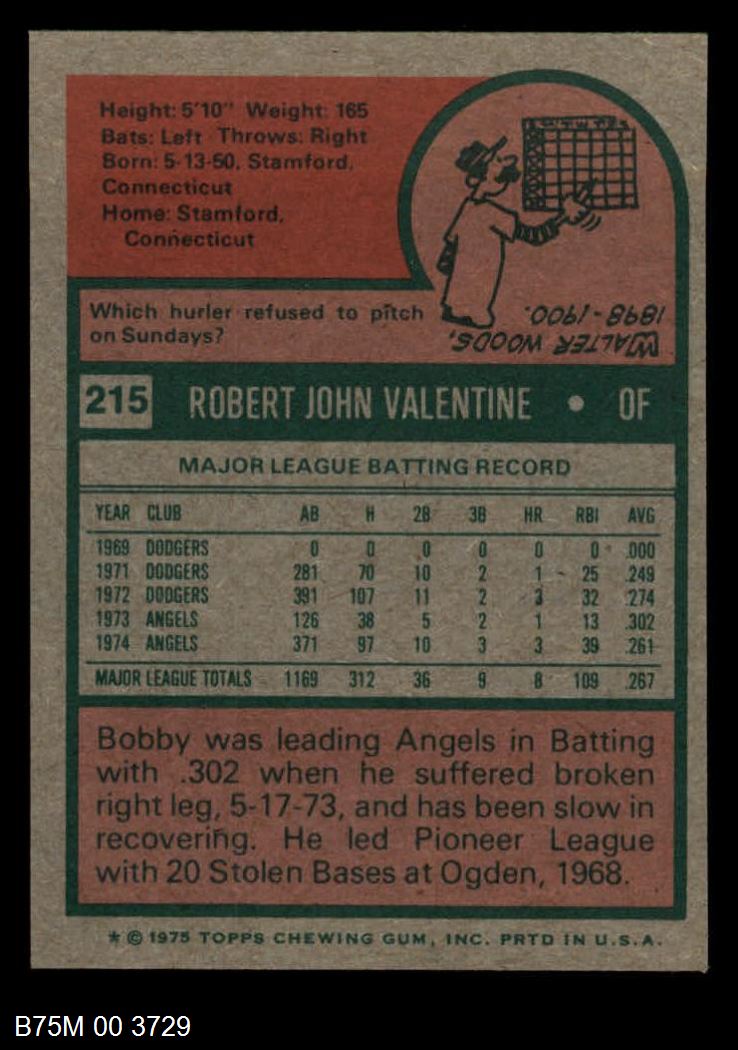 Height: 5'10" Weight: 165
Bats: Left Throws: Right
Born: 5-13-50, Stamford,
Connecticut
Home: Stamford,
Connecticut
Which hurler refused to pitch
on Sundays?
WALTER WOODS,
1898-1900.
215 ROBERT JOHN VALENTINE • OF
MAJOR LEAGUE BATTING RECORD
YEAR CLUB AB H 2B 3B HR RBI AVG
1969 DODGERS 0 0 0 0 0 0 .000
1971 DODGERS 281 70 10 2 1 25 .249
1972 DODGERS 391 107 11 2 3 32 .274
1973 ANGELS 126 38 5 2 1 13 .302
1974 ANGELS 371 97 10 3 3 39 .261
MAJOR LEAGUE TOTALS 1169 312 36 9 8 109 .267
Bobby was leading Angels in Batting
with .302 when he suffered broken
right leg, 5-17-73, and has been slow in
recovering. He led Pioneer League
with 20 Stolen Bases at Ogden, 1968.
* © 1975 TOPPS CHEWING GUM, INC. PRTD IN U.S.A.
B75M 00 3729